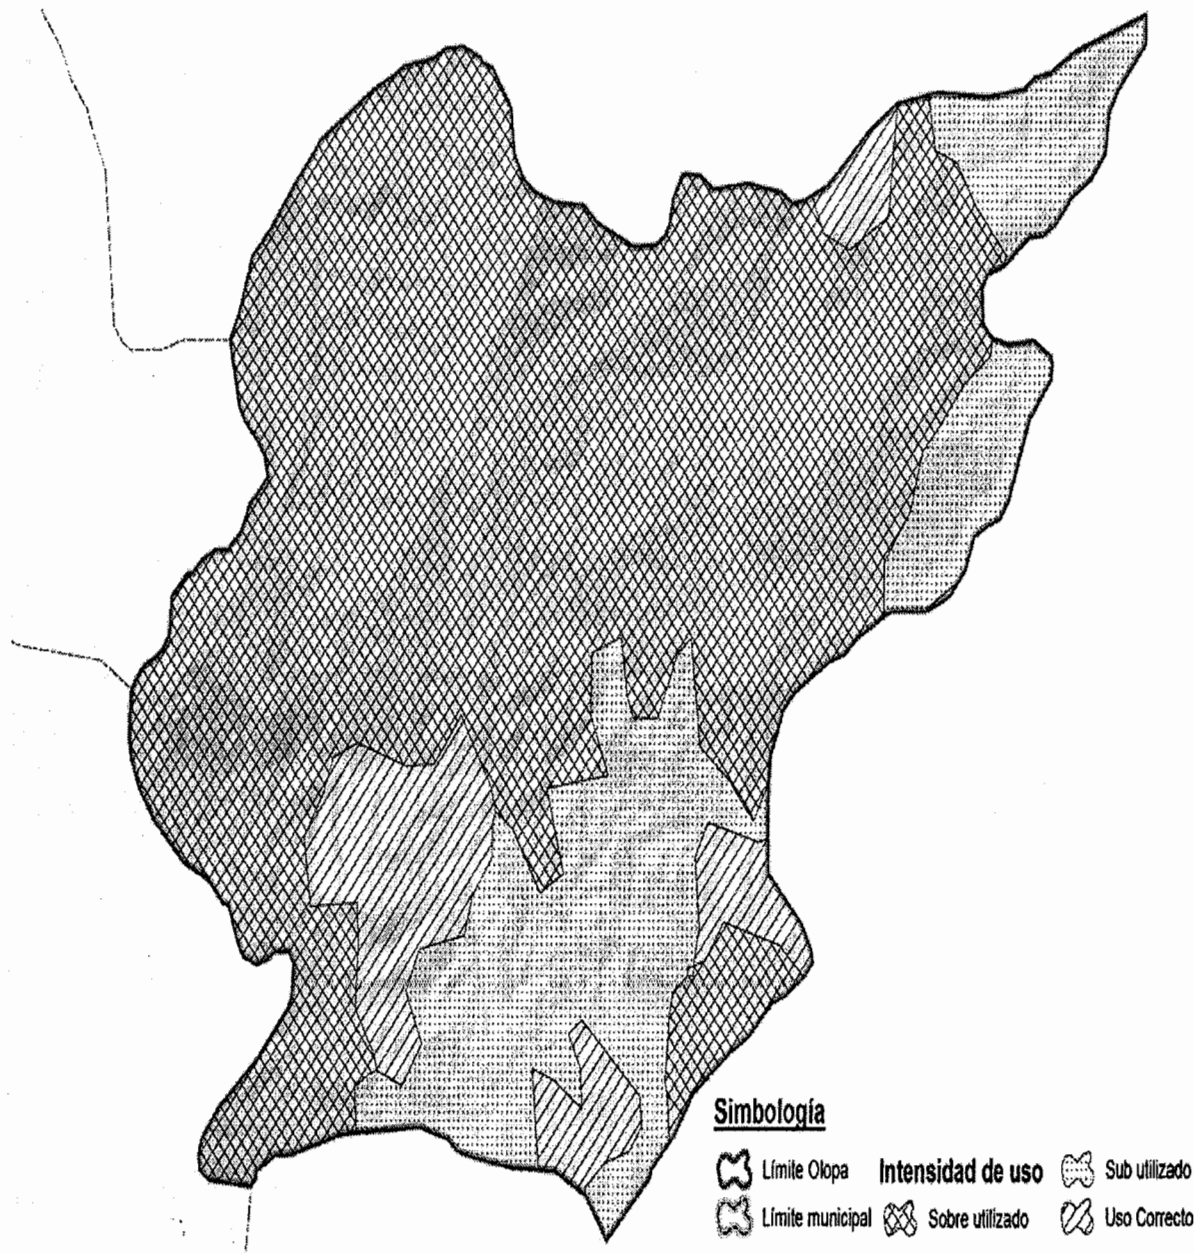 Simbología
Límite Olopa Intensidad de uso Sub utilizado
Límite municipal Sobre utilizado Uso Correcto